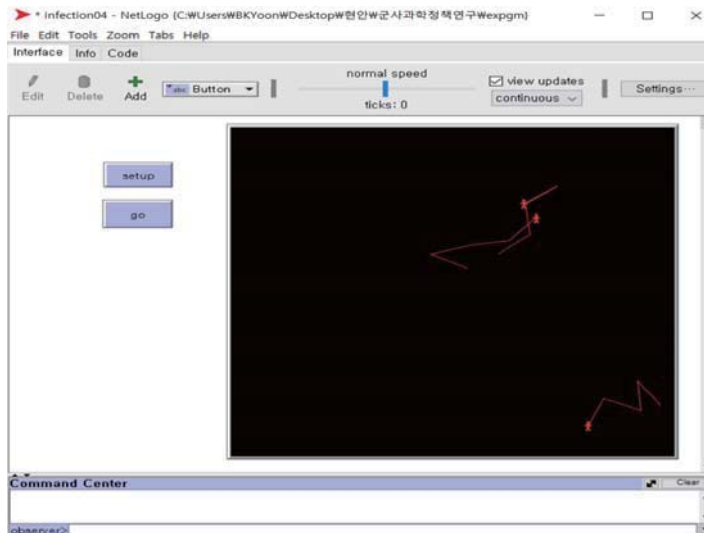 * infection04 - NetLogo {C:₩Users₩BKYoon₩Desktop₩현안₩군사과학정책연구₩expgm}
File Edit Tools Zoom Tabs Help
Interface Info Code
Edit Delete Add abc Button normal speed ticks: 0 view updates continuous Settings...
setup
go
Command Center Clear
observer>